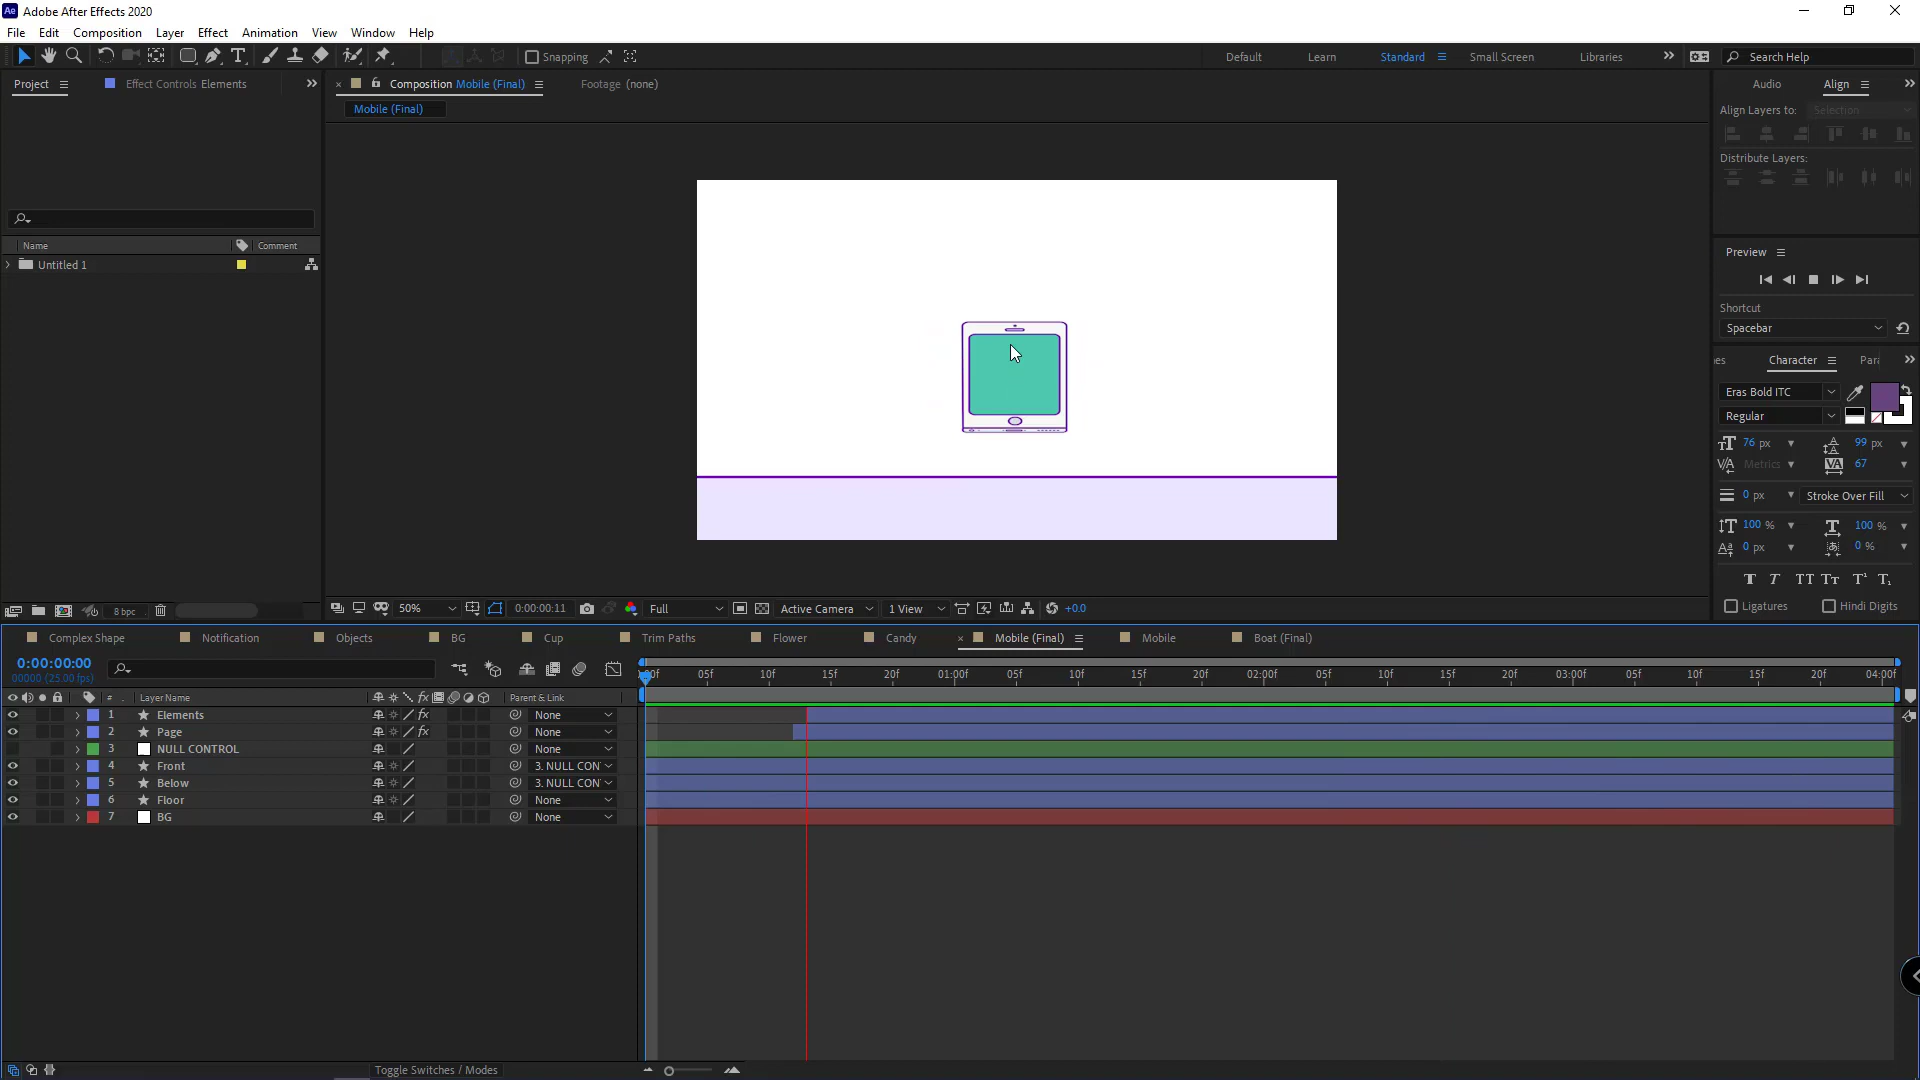 Ae Adobe After Effects 2020
File Edit Composition Layer Effect Animation View Window Help
Snapping
Default Learn Standard Small Screen Libraries
Search Help
Project
Effect Controls Elements
Composition Mobile (Final)
Footage (none)
Mobile (Final)
Audio Align
Align Layers to: Selection
Distribute Layers:
Name Comment
Untitled 1
Preview
Shortcut
Spacebar
Character
Eras Bold ITC
Regular
76 px 99 px
Metrics 67
0 px Stroke Over Fill
100 % 100 %
0 px 0 %
Ligatures Hindi Digits
8 bpc
50% 0:00:00:11 Full Active Camera 1 View +0.0
Complex Shape Notification Objects BG Cup Trim Paths Flower Candy Mobile (Final) Mobile Boat (Final)
0:00:00:00
00000 (25.00 fps)
05f 10f 15f 20f 01:00f 05f 10f 15f 20f 02:00f 05f 10f 15f 20f 03:00f 05f 10f 15f 20f 04:00f
# Layer Name Parent & Link
1 Elements fx None
2 Page fx None
3 NULL CONTROL None
4 Front 3. NULL CON
5 Below 3. NULL CON
6 Floor None
7 BG None
Toggle Switches / Modes